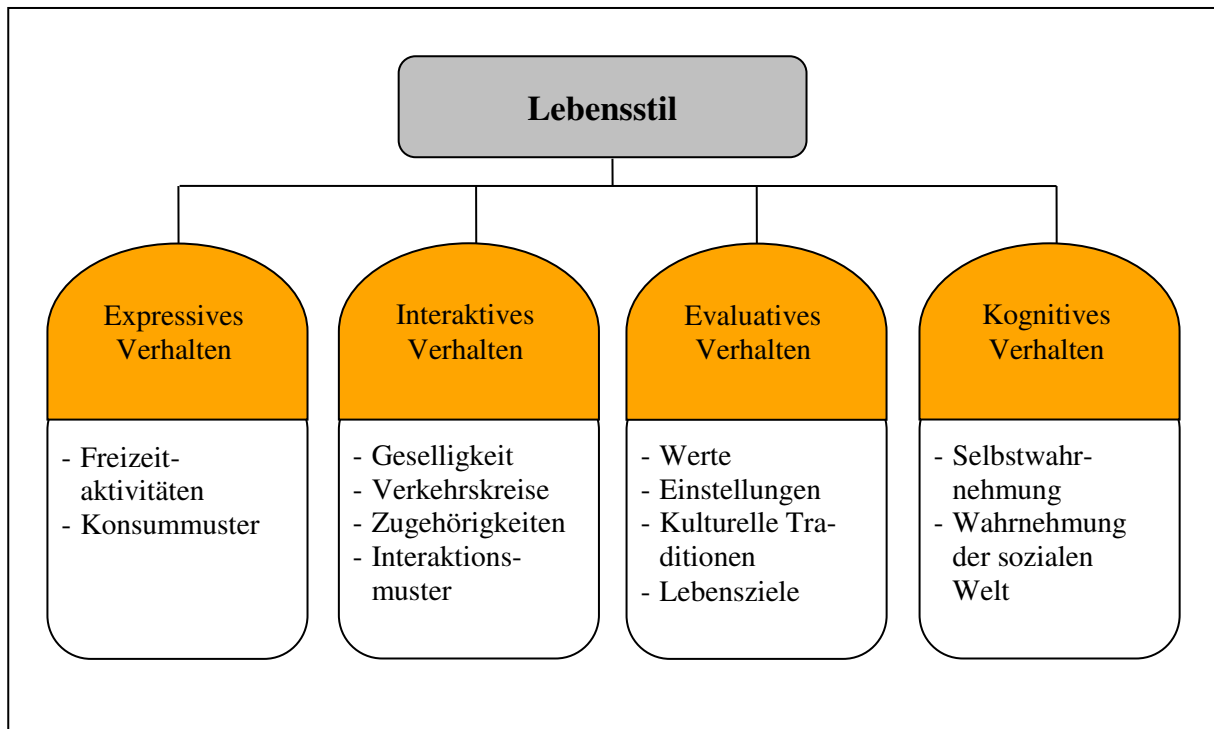 Lebensstil
Expressives
Verhalten
- Freizeit-
aktivitäten
- Konsummuster
Interaktives
Verhalten
- Geselligkeit
- Verkehrskreise
- Zugehörigkeiten
- Interaktions-
muster
Evaluatives
Verhalten
- Werte
- Einstellungen
- Kulturelle Tra-
ditionen
- Lebensziele
Kognitives
Verhalten
- Selbstwahr-
nehmung
- Wahrnehmung
der sozialen
Welt